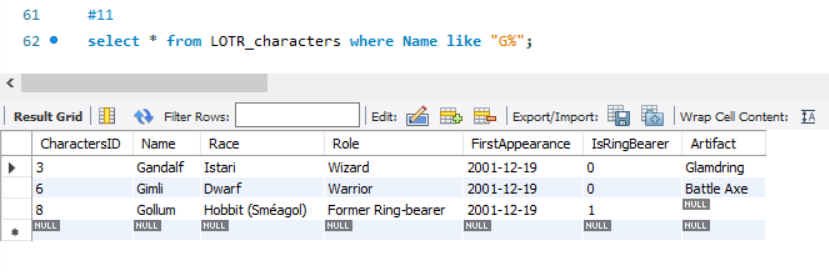 61 #11
62 select * from LOTR_characters where Name like "G%";
Result Grid Filter Rows: Edit: Export/Import: Wrap Cell Content:
CharactersID Name Race Role FirstAppearance IsRingBearer Artifact
3 Gandalf Istari Wizard 2001-12-19 0 Glamdring
6 Gimli Dwarf Warrior 2001-12-19 0 Battle Axe
8 Gollum Hobbit (Sméagol) Former Ring-bearer 2001-12-19 1 NULL
NULL NULL NULL NULL NULL NULL NULL